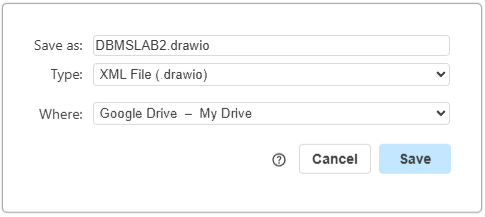 Save as: DBMSLAB2.drawio
Type: XML File (.drawio)
Where: Google Drive – My Drive
? Cancel Save